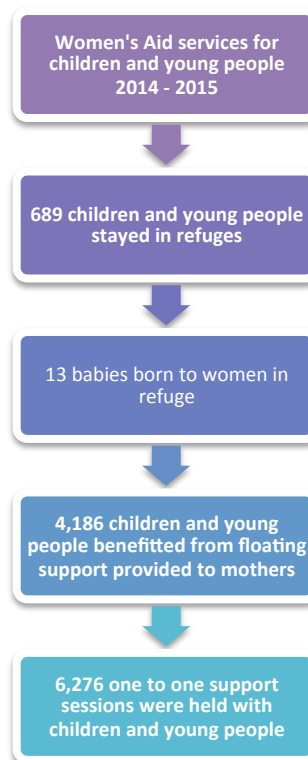 Women's Aid services for
children and young people
2014 - 2015
689 children and young people
stayed in refuges
13 babies born to women in
refuge
4,186 children and young
people benefitted from floating
support provided to mothers
6,276 one to one support
sessions were held with
children and young people